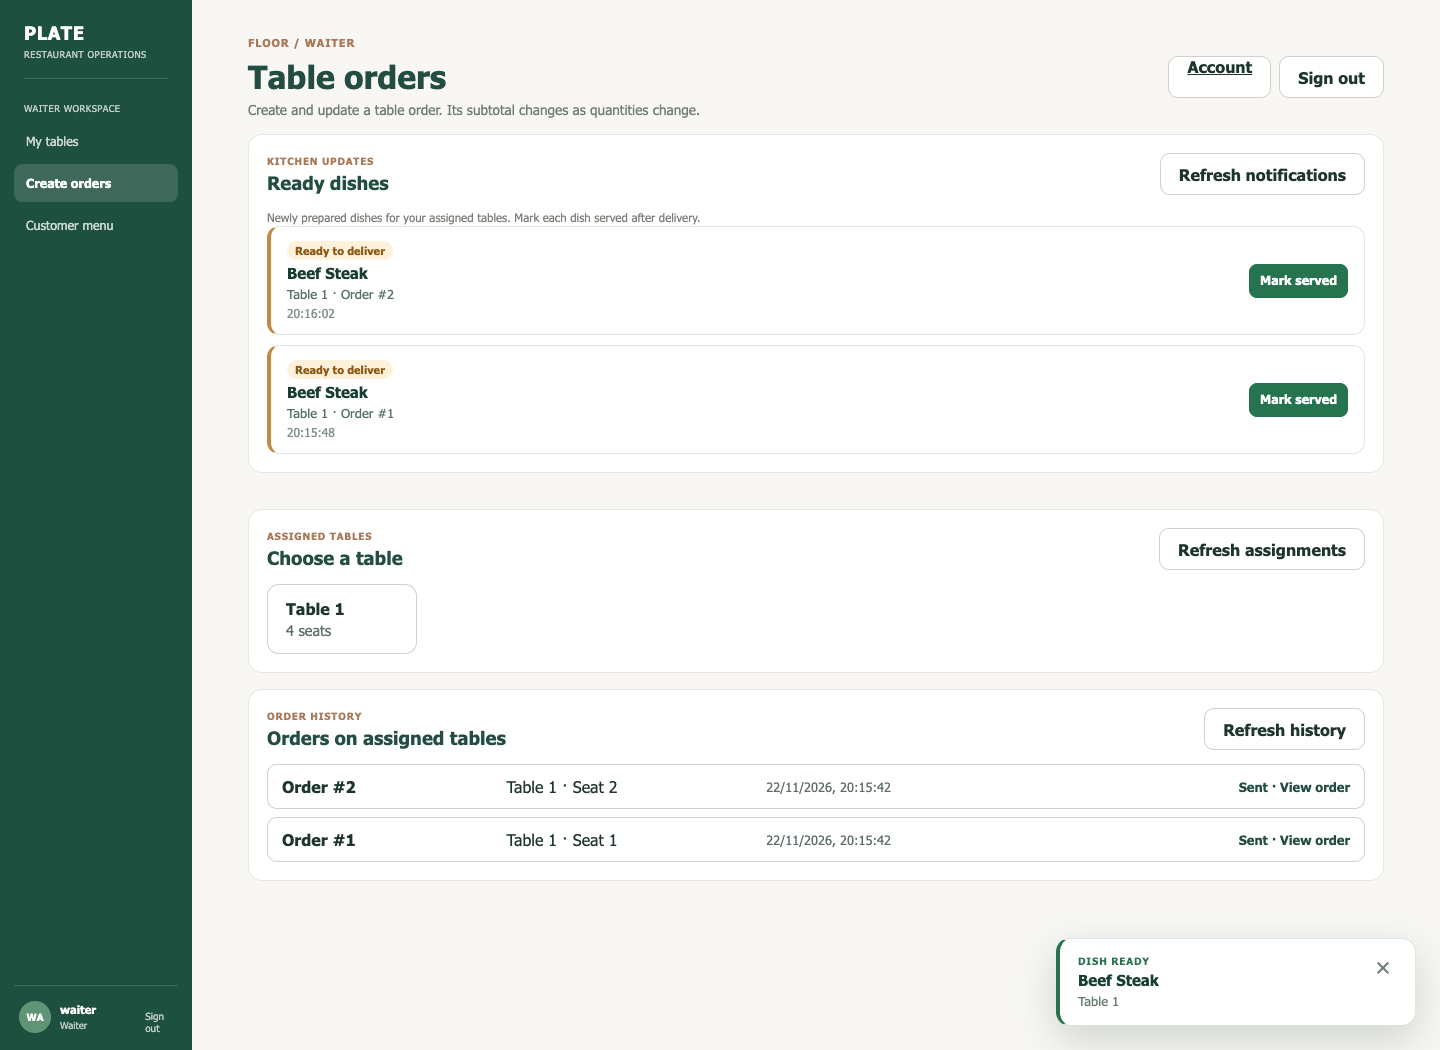 PLATE
RESTAURANT OPERATIONS
WAITER WORKSPACE
My tables
Create orders
Customer menu
WA
waiter
Waiter
Sign out
FLOOR / WAITER
Table orders
Create and update a table order. Its subtotal changes as quantities change.
Account
Sign out
KITCHEN UPDATES
Ready dishes
Refresh notifications
Newly prepared dishes for your assigned tables. Mark each dish served after delivery.
Ready to deliver
Beef Steak
Table 1 · Order #2
20:16:02
Mark served
Ready to deliver
Beef Steak
Table 1 · Order #1
20:15:48
Mark served
ASSIGNED TABLES
Choose a table
Refresh assignments
Table 1
4 seats
ORDER HISTORY
Orders on assigned tables
Refresh history
Order #2 Table 1 · Seat 2 22/11/2026, 20:15:42 Sent · View order
Order #1 Table 1 · Seat 1 22/11/2026, 20:15:42 Sent · View order
DISH READY
Beef Steak
Table 1